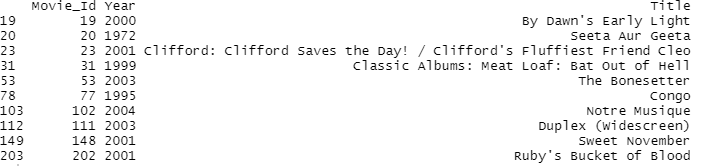 Movie_Id Year Title
19 19 2000 By Dawn's Early Light
20 20 1972 Seeta Aur Geeta
23 23 2001 Clifford: Clifford Saves the Day! / Clifford's Fluffiest Friend Cleo
31 31 1999 Classic Albums: Meat Loaf: Bat Out of Hell
53 53 2003 The Bonesetter
78 77 1995 Congo
103 102 2004 Notre Musique
112 111 2003 Duplex (Widescreen)
149 148 2001 Sweet November
203 202 2001 Ruby's Bucket of Blood